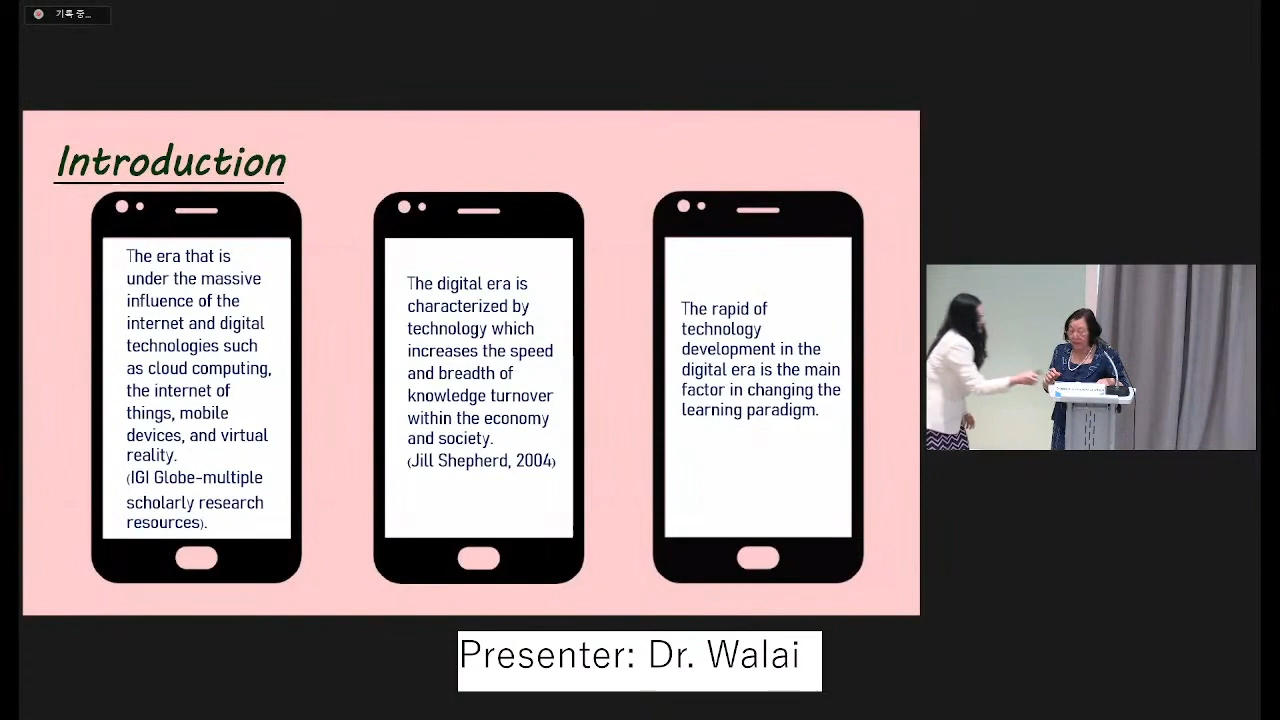 기록 중...
Introduction
The era that is
under the massive
influence of the
internet and digital
technologies such
as cloud computing,
the internet of
things, mobile
devices, and virtual
reality.
(IGI Globe-multiple
scholarly research
resources).
The digital era is
characterized by
technology which
increases the speed
and breadth of
knowledge turnover
within the economy
and society.
(Jill Shepherd, 2004)
The rapid of
technology
development in the
digital era is the main
factor in changing the
learning paradigm.
Presenter: Dr. Walai